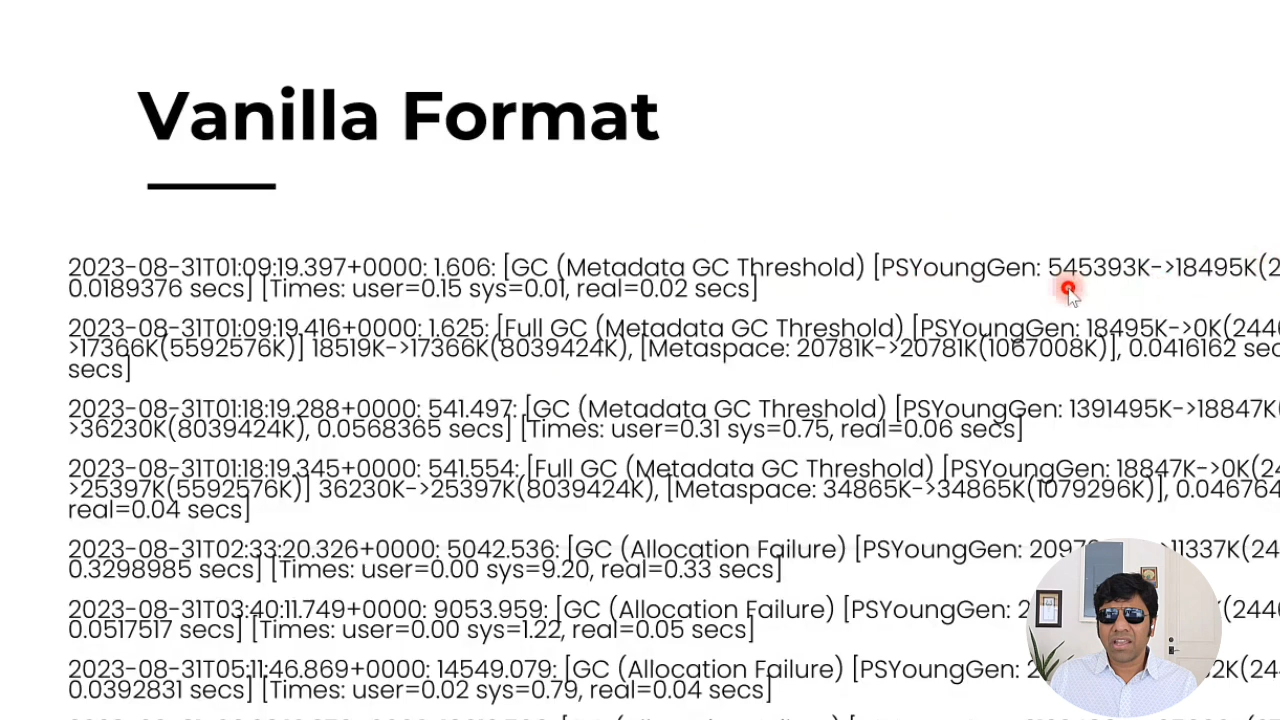 Vanilla Format
2023-08-31T01:09:19.397+0000: 1.606: [GC (Metadata GC Threshold) [PSYoungGen: 545393K->18495K(2
0.0189376 secs] [Times: user=0.15 sys=0.01, real=0.02 secs]
2023-08-31T01:09:19.416+0000: 1.625: [Full GC (Metadata GC Threshold) [PSYoungGen: 18495K->0K(244
>17366K(5592576K)] 18519K->17366K(8039424K), [Metaspace: 20781K->20781K(1067008K)], 0.0416162 sec
secs]
2023-08-31T01:18:19.288+0000: 541.497: [GC (Metadata GC Threshold) [PSYoungGen: 1391495K->18847K
>36230K(8039424K), 0.0568365 secs] [Times: user=0.31 sys=0.75, real=0.06 secs]
2023-08-31T01:18:19.345+0000: 541.554: [Full GC (Metadata GC Threshold) [PSYoungGen: 18847K->0K(24
>25397K(5592576K)] 36230K->25397K(8039424K), [Metaspace: 34865K->34865K(1079296K)], 0.046764
real=0.04 secs]
2023-08-31T02:33:20.326+0000: 5042.536: [GC (Allocation Failure) [PSYoungGen: 2097 >11337K(24
0.3298985 secs] [Times: user=0.00 sys=9.20, real=0.33 secs]
2023-08-31T03:40:11.749+0000: 9053.959: [GC (Allocation Failure) [PSYoungGen: 2 K(244
0.0517517 secs] [Times: user=0.00 sys=1.22, real=0.05 secs]
2023-08-31T05:11:46.869+0000: 14549.079: [GC (Allocation Failure) [PSYoungGen: 2 2K(244
0.0392831 secs] [Times: user=0.02 sys=0.79, real=0.04 secs]